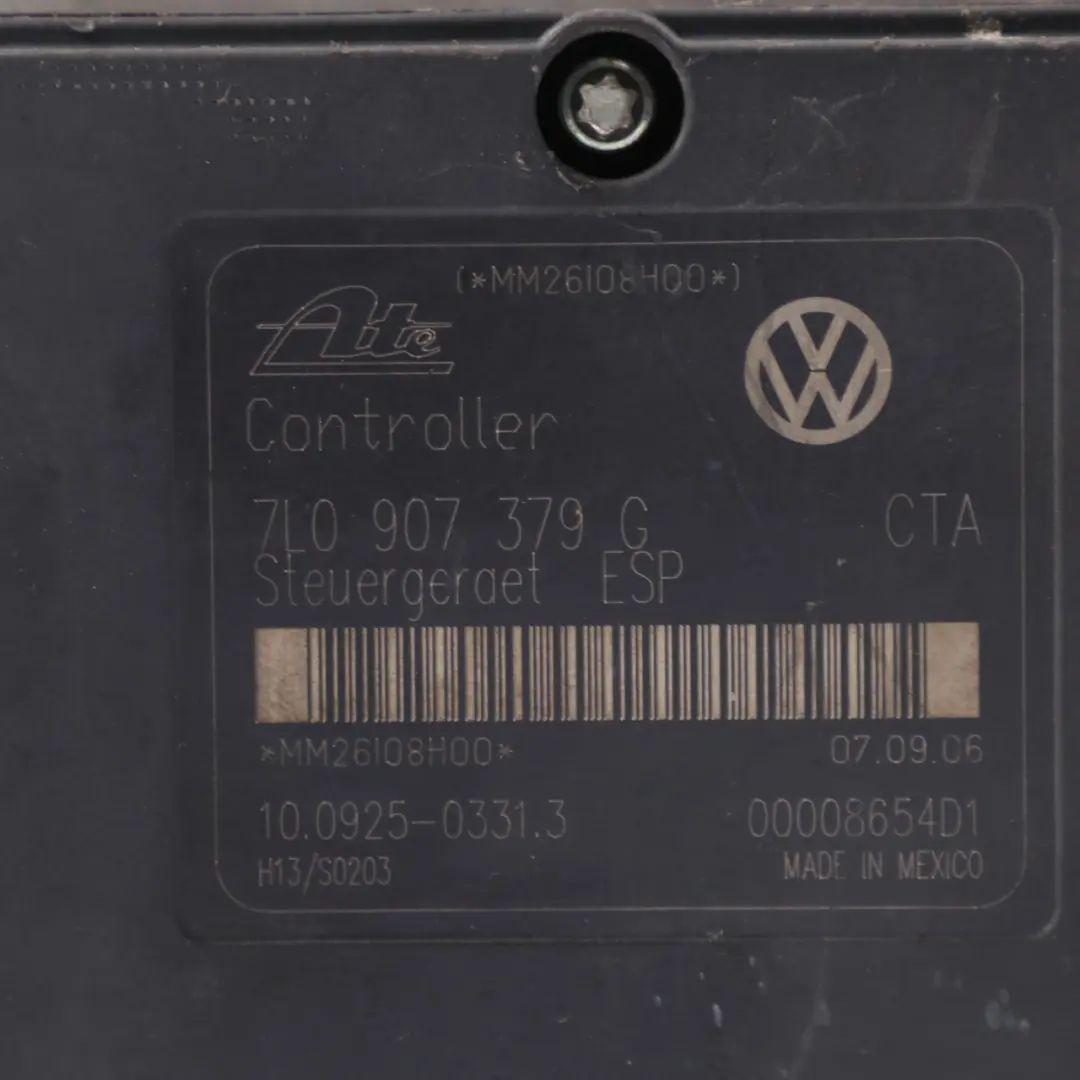 (*MM26I08H00*)
Ate
Controller
7L0 907 379 G CTA
Steuergeraet ESP
*MM26I08H00* 07.09.06
10.0925-0331.3 00008654D1
H13/S0203 MADE IN MEXICO